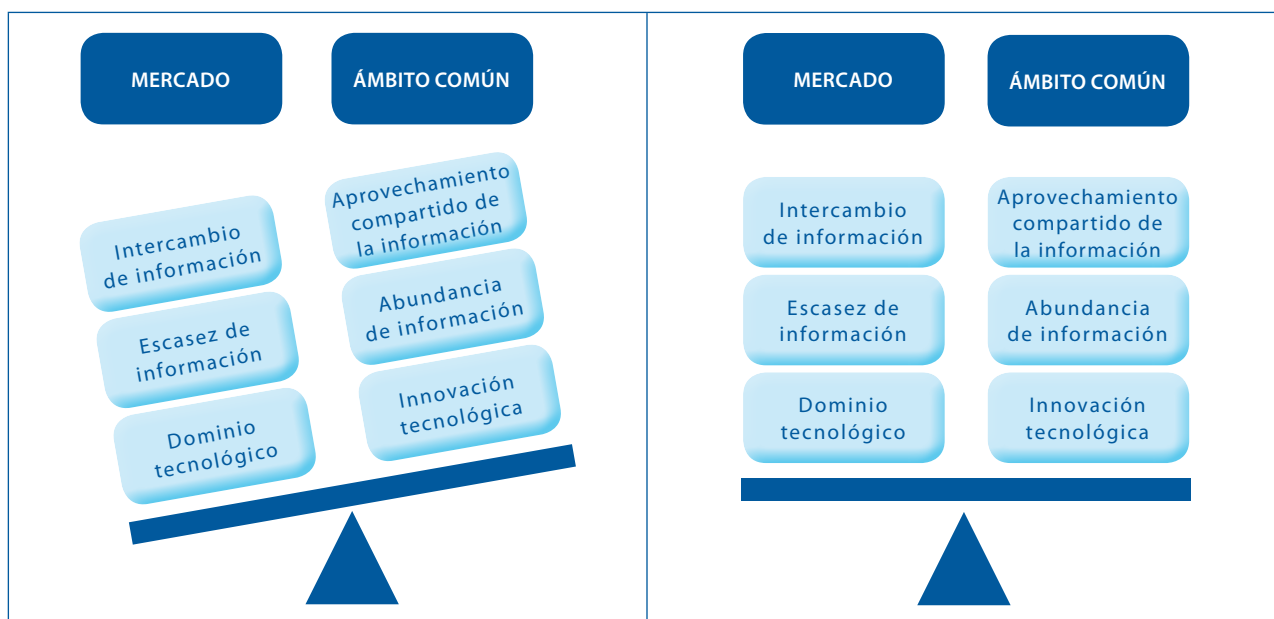 MERCADO
ÁMBITO COMÚN
Intercambio
de información
Aprovechamiento
compartido de
la información
Escasez de
información
Abundancia
de información
Dominio
tecnológico
Innovación
tecnológica
MERCADO
ÁMBITO COMÚN
Intercambio
de información
Aprovechamiento
compartido de
la información
Escasez de
información
Abundancia
de información
Dominio
tecnológico
Innovación
tecnológica